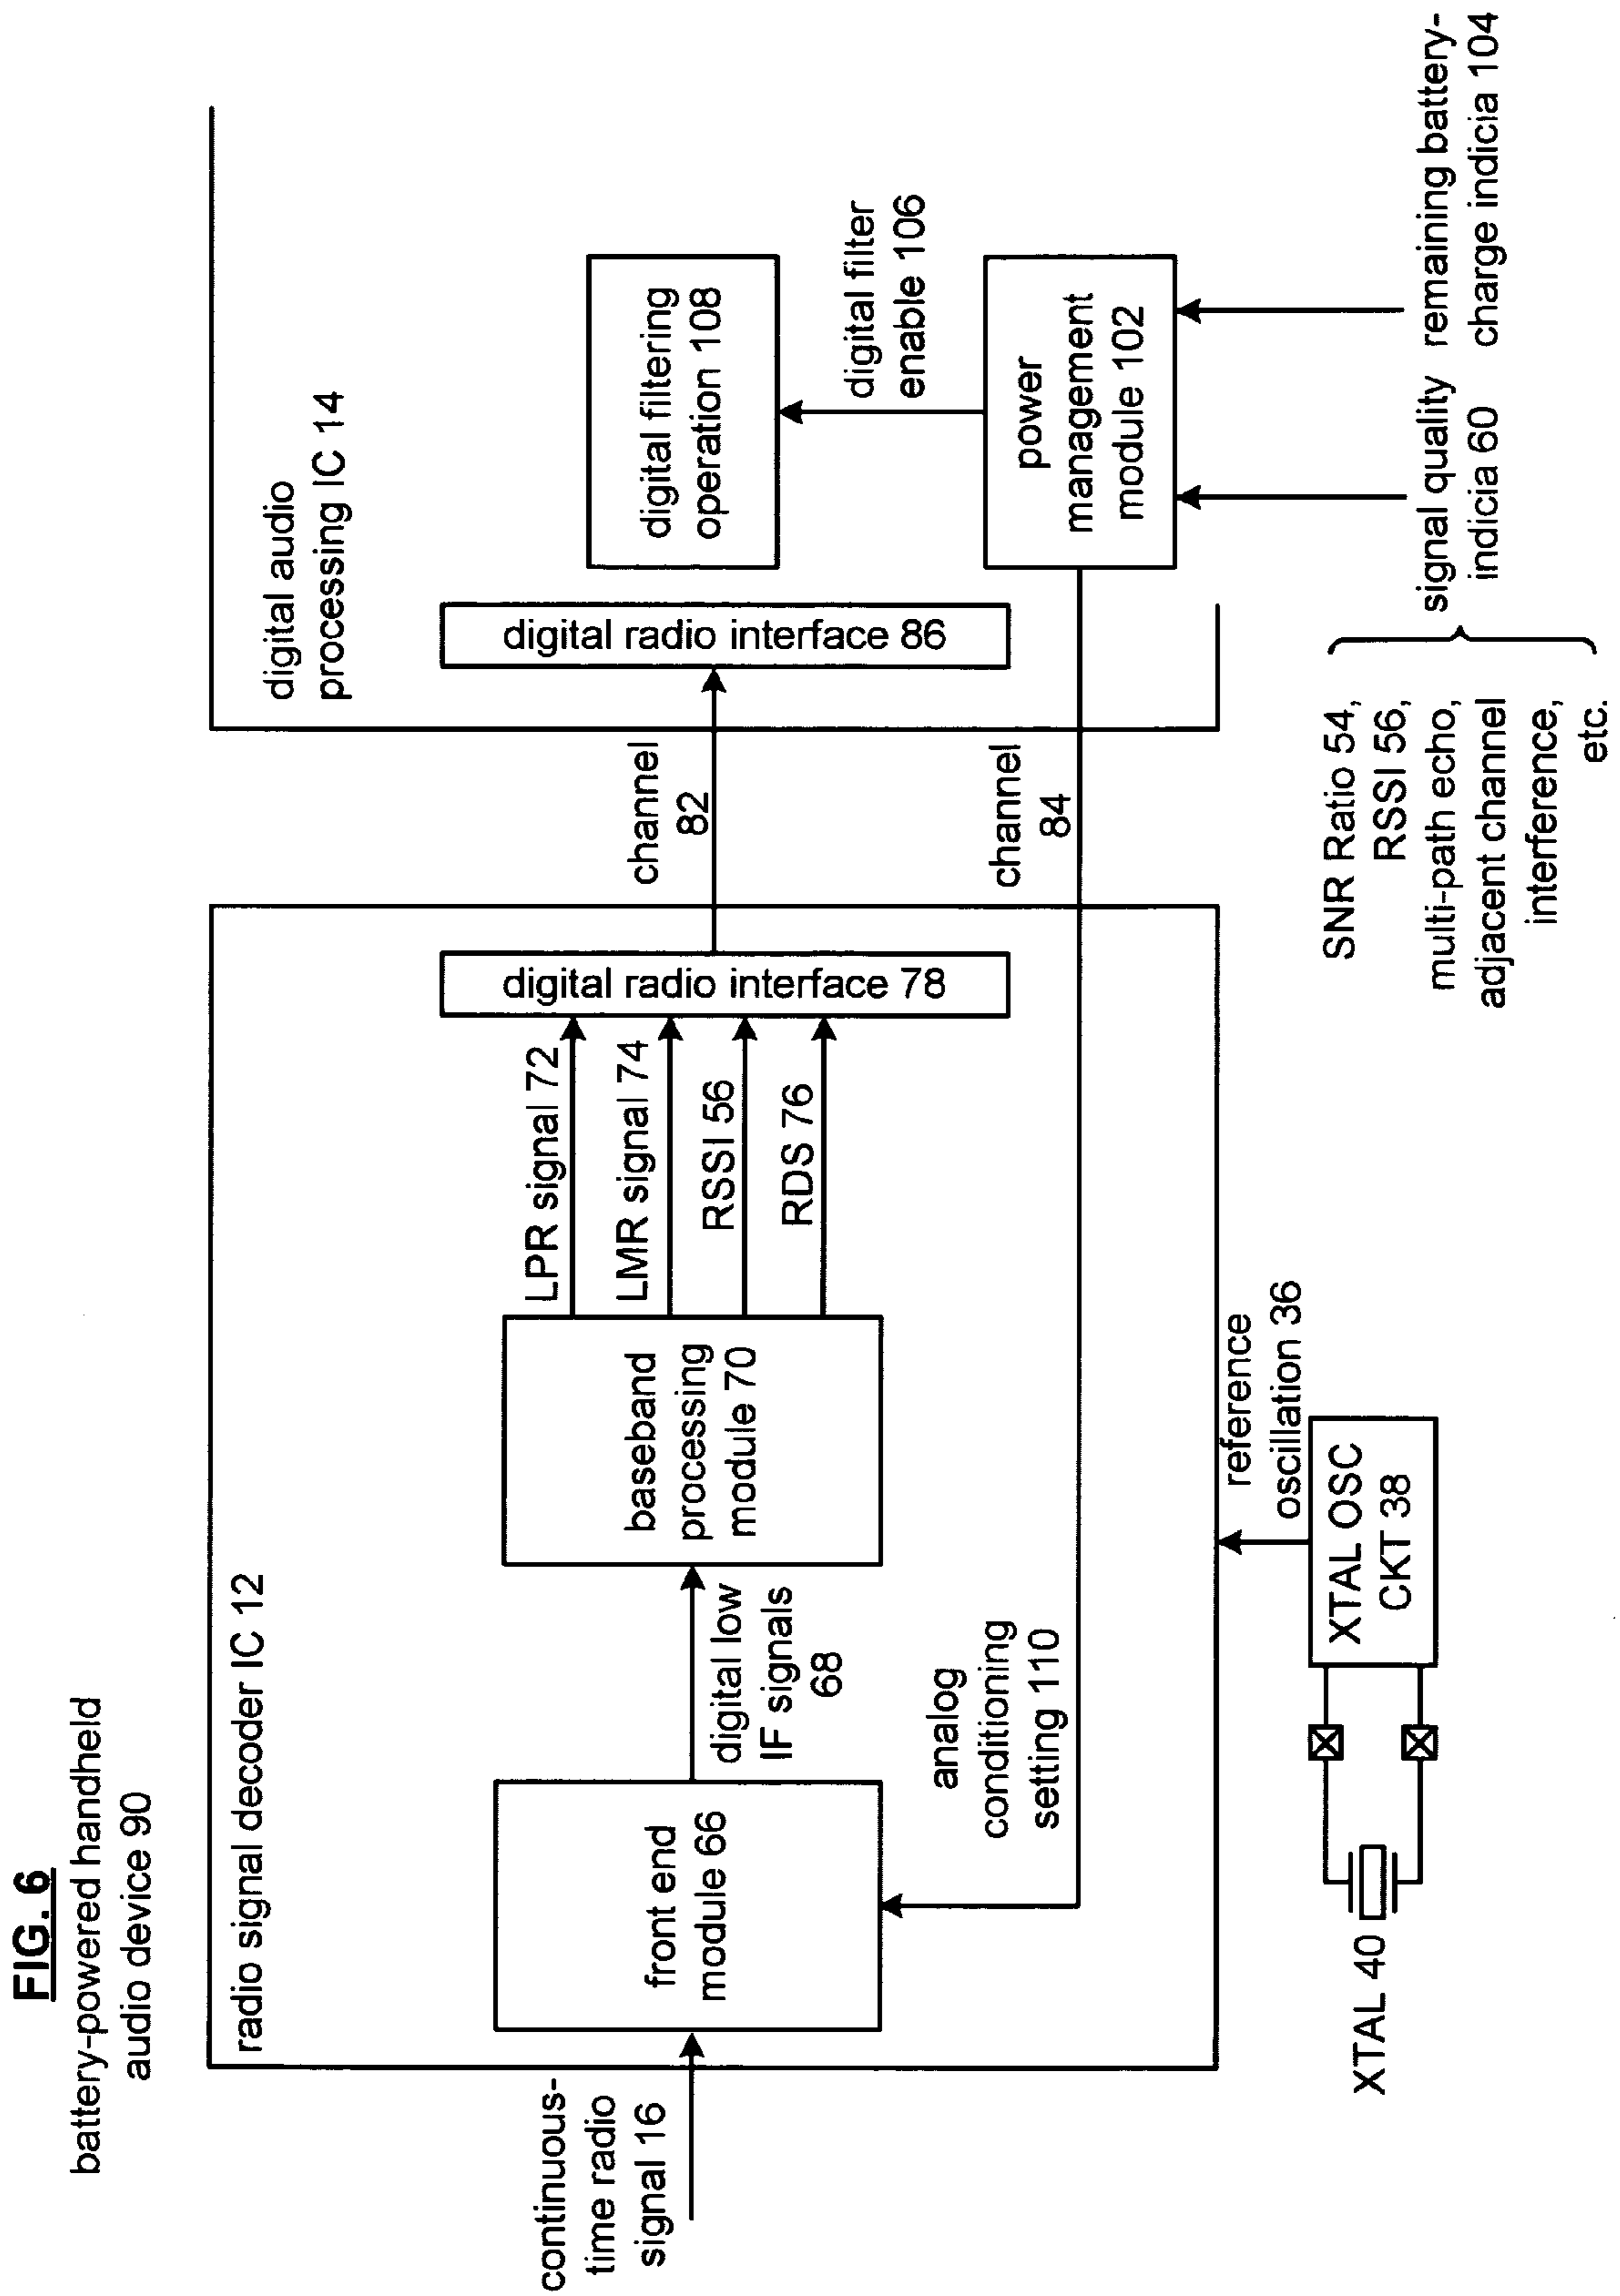 FIG. 6
battery-powered handheld
audio device 90
radio signal decoder IC 12
continuous-
time radio
signal 16
front end
module 66
digital low
IF signals
68
baseband
processing
module 70
LPR signal 72
LMR signal 74
RSSI 56
RDS 76
digital radio interface 78
analog
conditioning
setting 110
channel
82
channel
84
digital audio
processing IC 14
digital radio interface 86
digital filtering
operation 108
digital filter
enable 106
power
management
module 102
signal quality
indicia 60
remaining battery-
charge indicia 104
SNR Ratio 54,
RSSI 56,
multi-path echo,
adjacent channel
interference,
etc.
reference
oscillation 36
XTAL OSC
CKT 38
XTAL 40